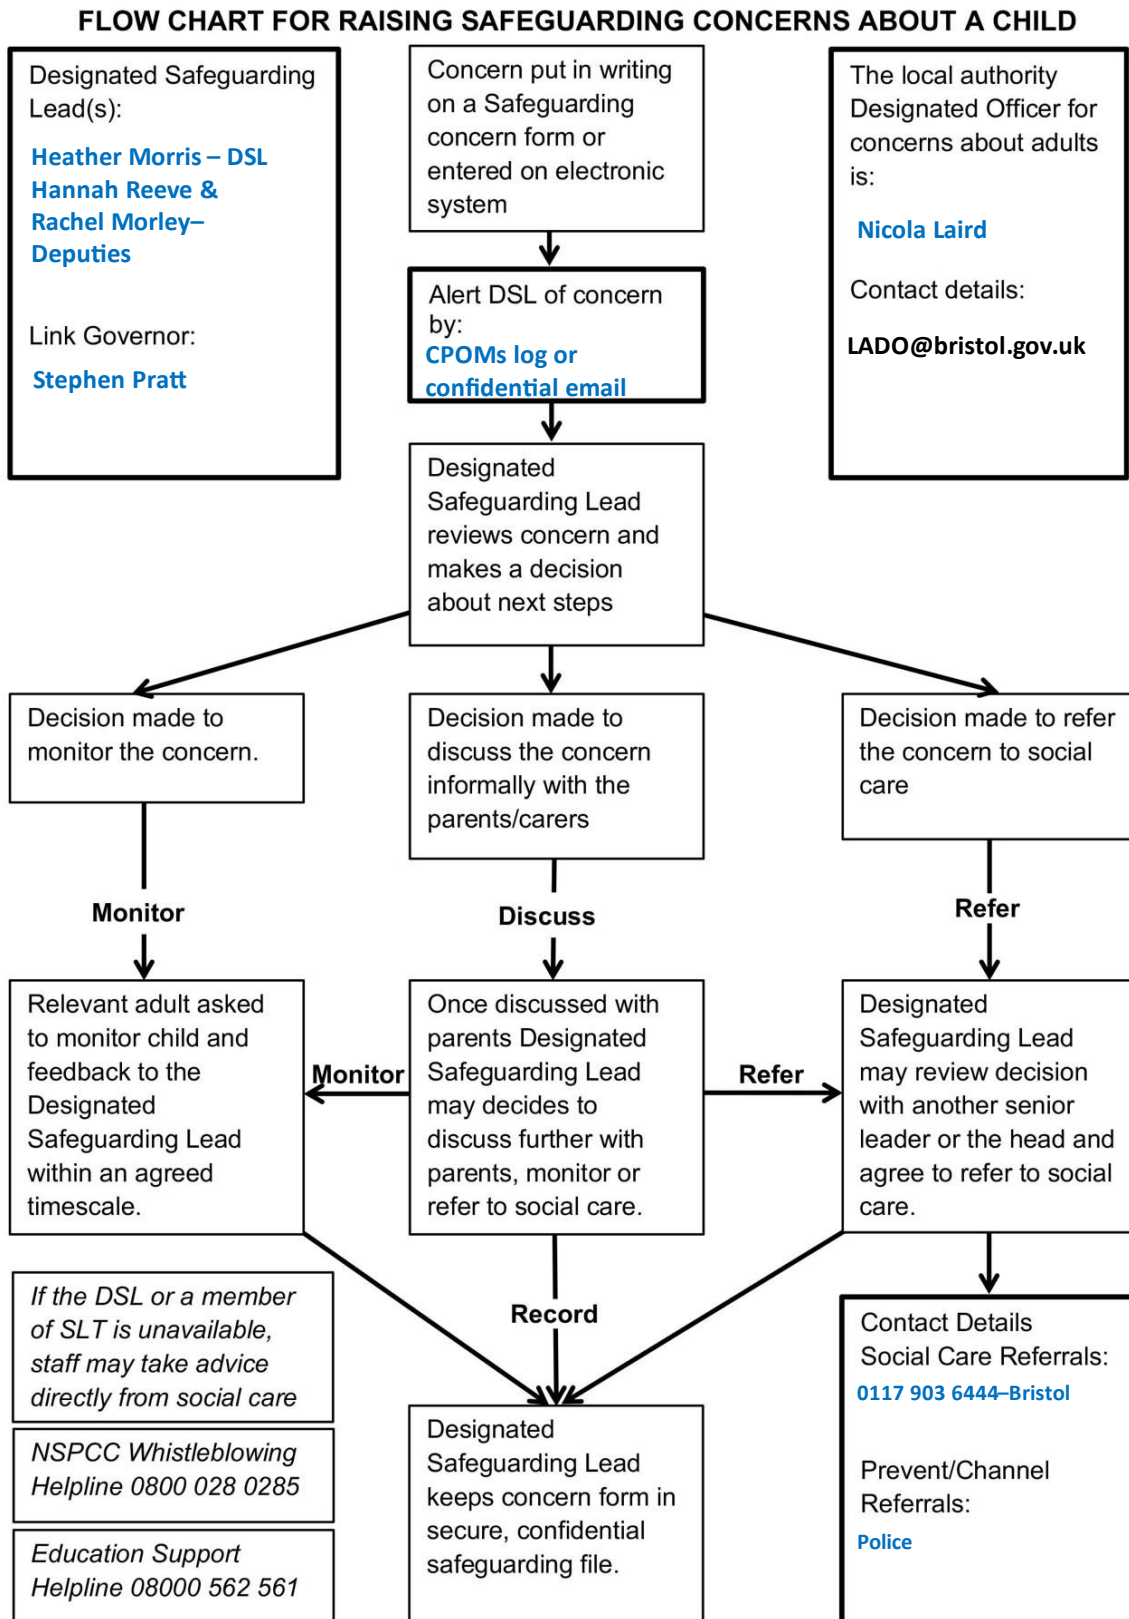 FLOW CHART FOR RAISING SAFEGUARDING CONCERNS ABOUT A CHILD
Designated Safeguarding
Lead(s):
Heather Morris – DSL
Hannah Reeve &
Rachel Morley–
Deputies
Link Governor:
Stephen Pratt
Concern put in writing
on a Safeguarding
concern form or
entered on electronic
system
The local authority
Designated Officer for
concerns about adults
is:
Nicola Laird
Contact details:
LADO@bristol.gov.uk
Alert DSL of concern
by:
CPOMs log or
confidential email
Designated
Safeguarding Lead
reviews concern and
makes a decision
about next steps
Decision made to
monitor the concern.
Decision made to
discuss the concern
informally with the
parents/carers
Decision made to refer
the concern to social
care
Monitor
Discuss
Refer
Relevant adult asked
to monitor child and
feedback to the
Designated
Safeguarding Lead
within an agreed
timescale.
Monitor
Once discussed with
parents Designated
Safeguarding Lead
may decides to
discuss further with
parents, monitor or
refer to social care.
Refer
Designated
Safeguarding Lead
may review decision
with another senior
leader or the head and
agree to refer to social
care.
If the DSL or a member
of SLT is unavailable,
staff may take advice
directly from social care
NSPCC Whistleblowing
Helpline 0800 028 0285
Education Support
Helpline 08000 562 561
Record
Designated
Safeguarding Lead
keeps concern form in
secure, confidential
safeguarding file.
Contact Details
Social Care Referrals:
0117 903 6444–Bristol
Prevent/Channel
Referrals:
Police